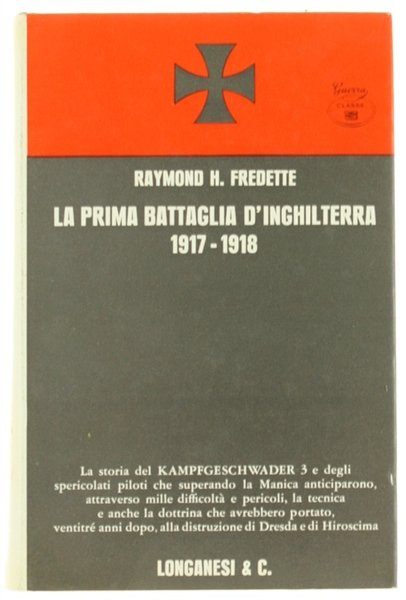 Guerra
CLASSE
RAYMOND H. FREDETTE
LA PRIMA BATTAGLIA D'INGHILTERRA
1917-1918
La storia del KAMPFGESCHWADER 3 e degli
spericolati piloti che superando la Manica anticiparono,
attraverso mille difficoltà e pericoli, la tecnica
e anche la dottrina che avrebbero portato,
ventitré anni dopo, alla distruzione di Dresda e di Hiroscima
LONGANESI & C.